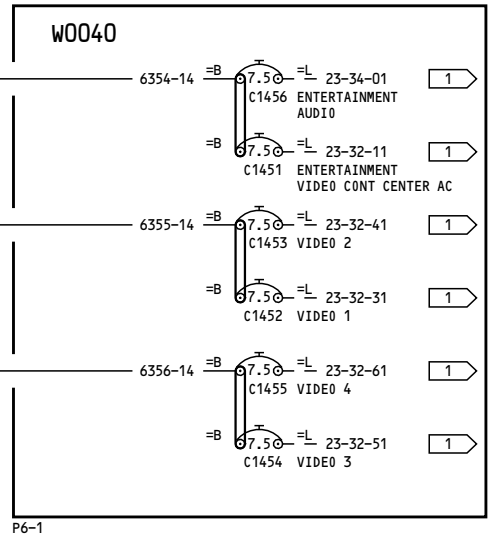 W0040
6354-14 =B 7.5 =L 23-34-01 1
C1456 ENTERTAINMENT
AUDIO
=B 7.5 =L 23-32-11 1
C1451 ENTERTAINMENT
VIDEO CONT CENTER AC
6355-14 =B 7.5 =L 23-32-41 1
C1453 VIDEO 2
=B 7.5 =L 23-32-31 1
C1452 VIDEO 1
6356-14 =B 7.5 =L 23-32-61 1
C1455 VIDEO 4
=B 7.5 =L 23-32-51 1
C1454 VIDEO 3
P6-1